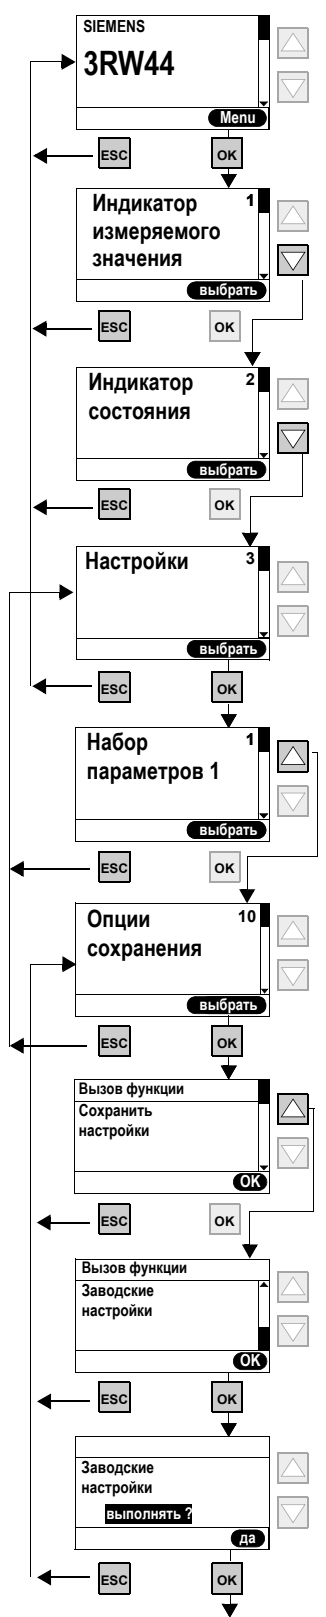 SIEMENS
3RW44
Menu
ESC OK
Индикатор 1
измеряемого
значения
выбрать
ESC OK
Индикатор 2
состояния
выбрать
ESC OK
Настройки 3
выбрать
ESC OK
Набор 1
параметров 1
выбрать
ESC OK
Опции 10
сохранения
выбрать
ESC OK
Вызов функции
Сохранить
настройки
OK
ESC OK
Вызов функции
Заводские
настройки
OK
ESC OK
Заводские
настройки
выполнять ?
да
ESC OK